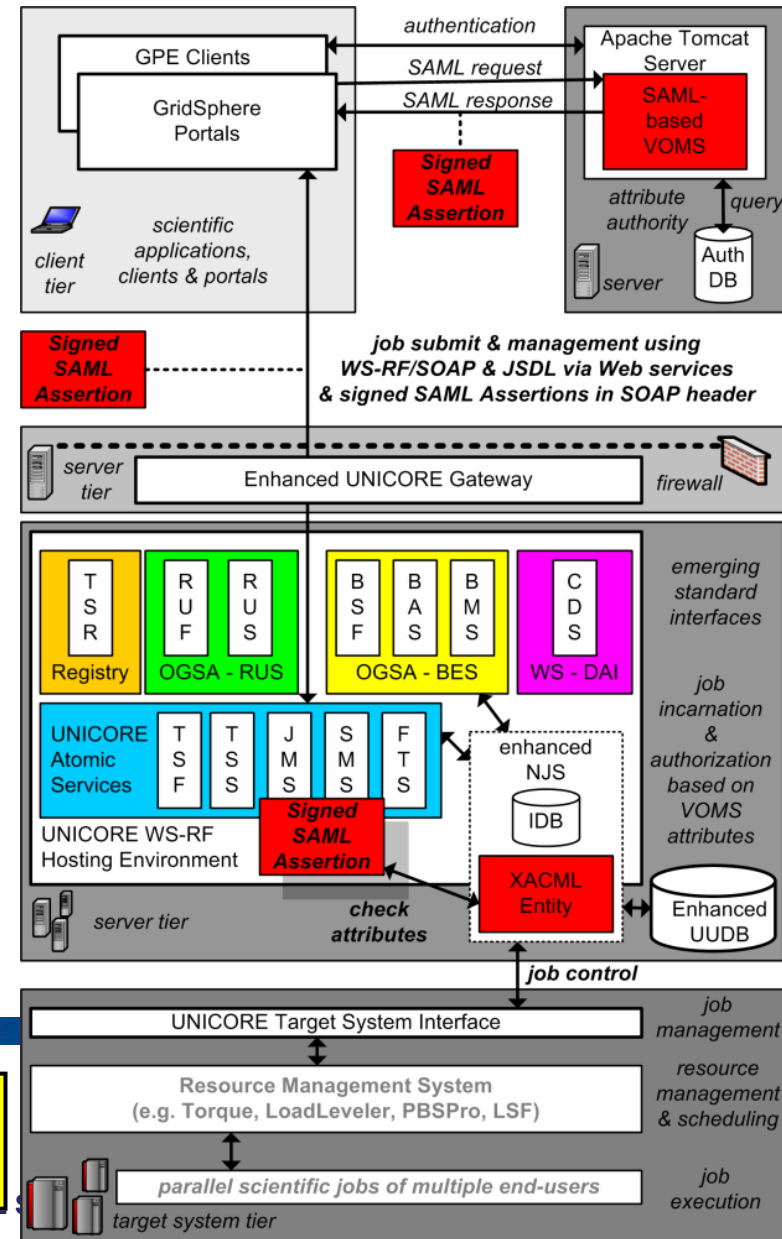 authentication
GPE Clients
GridSphere
Portals
SAML request
SAML response
Signed
SAML
Assertion
Apache Tomcat
Server
SAML-
based
VOMS
attribute
authority
query
Auth
DB
server
client
tier
scientific
applications,
clients & portals
Signed
SAML
Assertion
job submit & management using
WS-RF/SOAP & JSDL via Web services
& signed SAML Assertions in SOAP header
server
tier
Enhanced UNICORE Gateway
firewall
T
S
R
Registry
R
U
F
R
U
S
OGSA - RUS
B
S
F
B
A
S
B
M
S
OGSA - BES
C
D
S
WS - DAI
emerging
standard
interfaces
UNICORE
Atomic
Services
T
S
F
T
S
S
J
M
S
S
M
S
F
T
S
enhanced
NJS
IDB
job
incarnation
&
authorization
based on
VOMS
attributes
UNICORE WS-RF
Hosting Environment
Signed
SAML
Assertion
XACML
Entity
Enhanced
UUDB
server tier
check
attributes
job control
UNICORE Target System Interface
job
management
Resource Management System
(e.g. Torque, LoadLeveler, PBSPro, LSF)
resource
management
& scheduling
parallel scientific jobs of multiple end-users
job
execution
target system tier